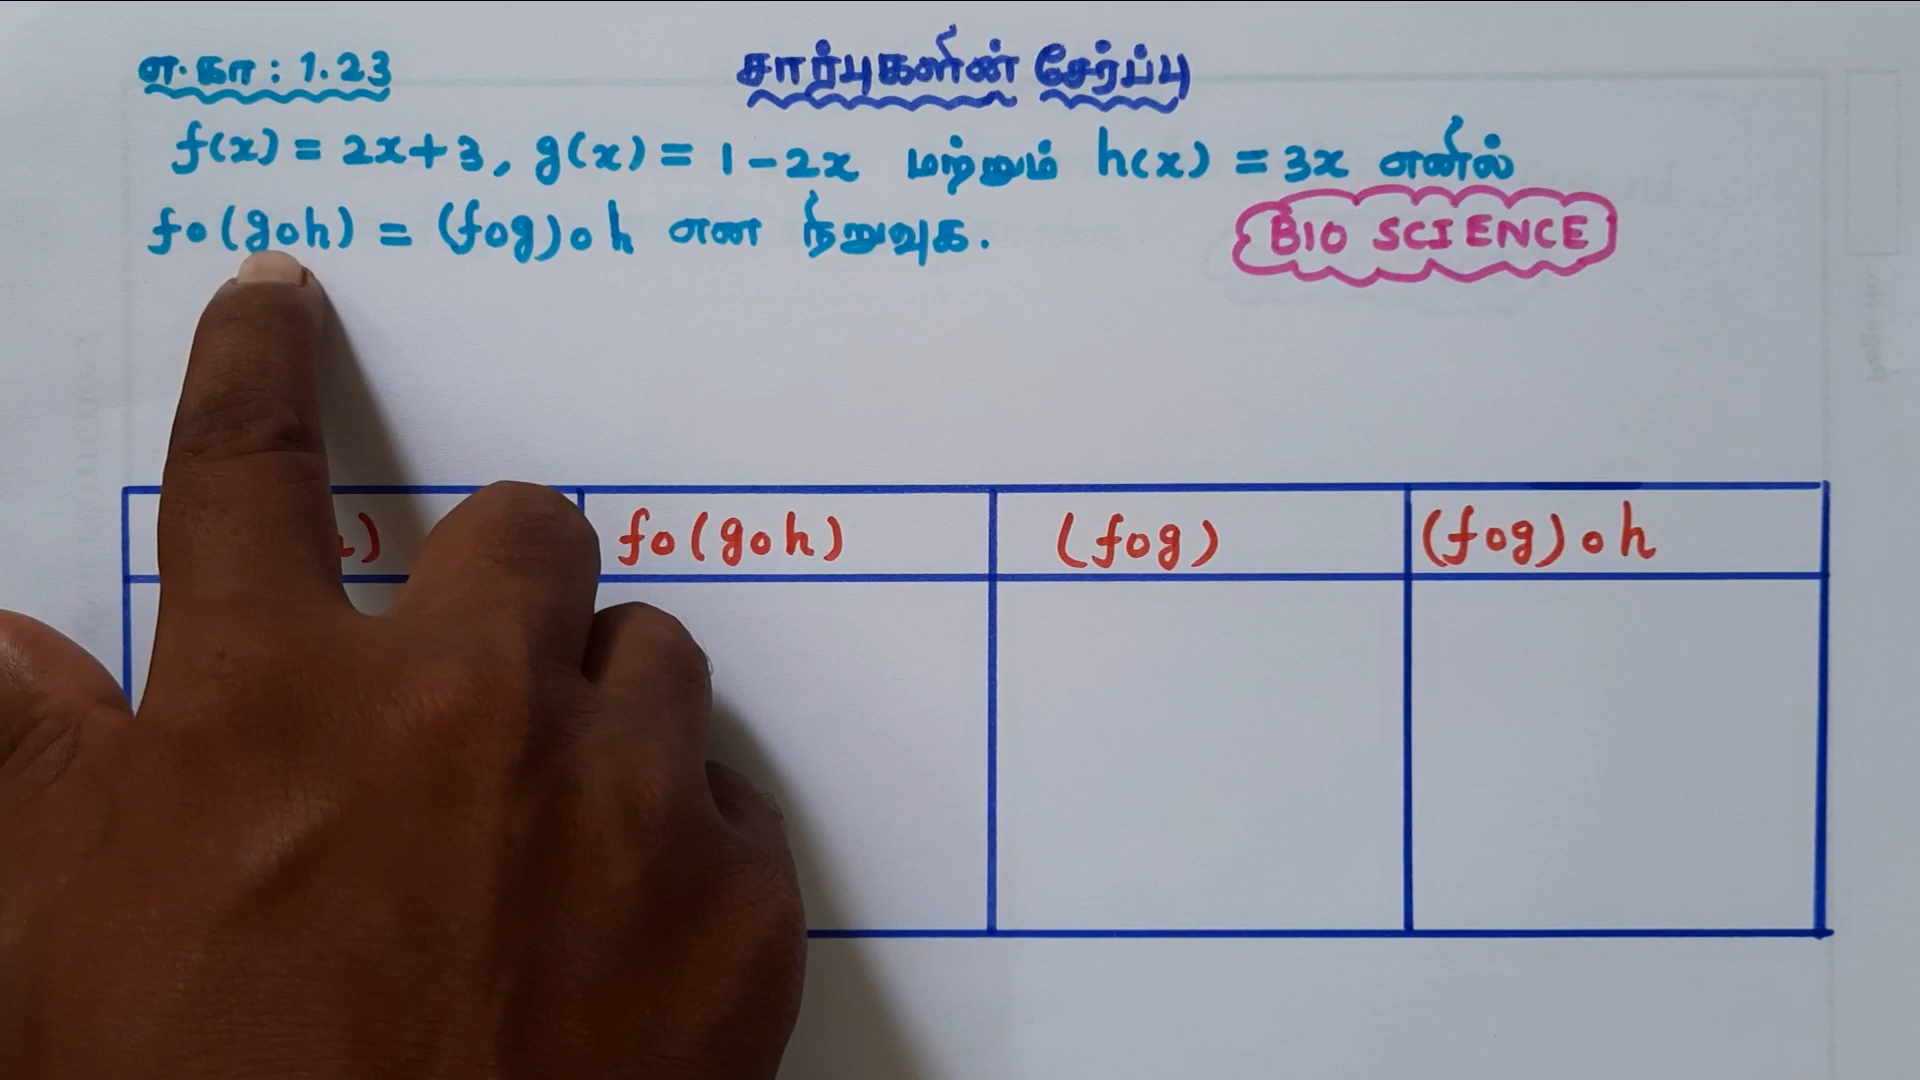 எ.கா : 1.23
சார்புகளின் சேர்ப்பு
f(x) = 2x+3, g(x) = 1-2x மற்றும் h(x) = 3x எனில்
fo(goh) = (fog)oh என நிறுவுக.
BIO SCIENCE
fo(goh)
(fog)
(fog)oh